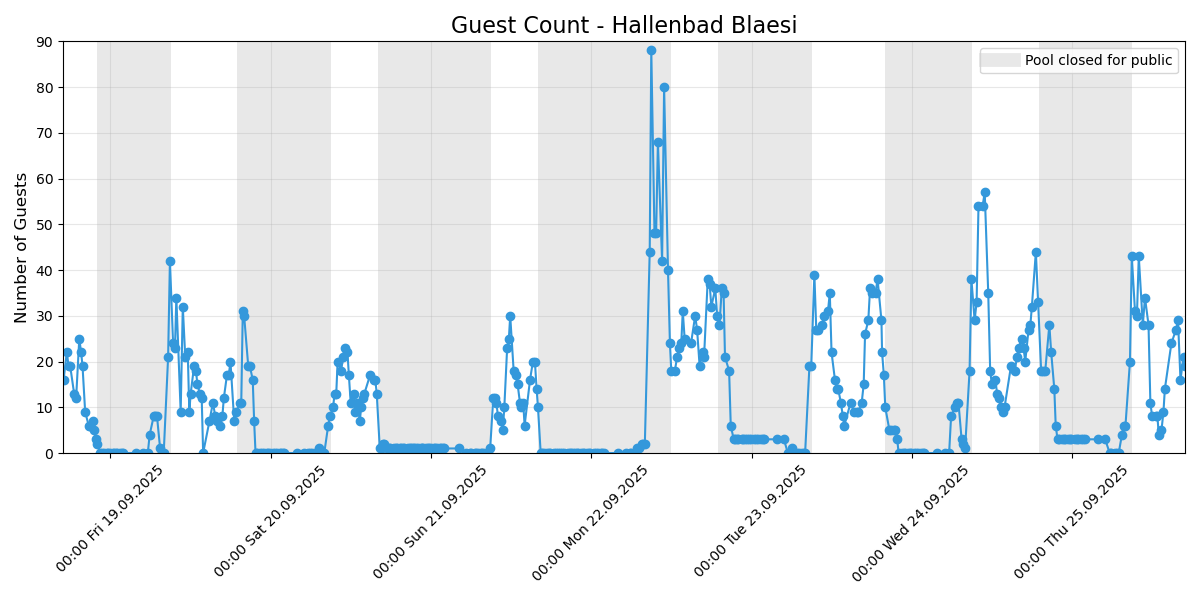 Guest Count - Hallenbad Blaesi
Pool closed for public
Number of Guests
90
80
70
60
50
40
30
20
10
0
00:00 Fri 19.09.2025
00:00 Sat 20.09.2025
00:00 Sun 21.09.2025
00:00 Mon 22.09.2025
00:00 Tue 23.09.2025
00:00 Wed 24.09.2025
00:00 Thu 25.09.2025